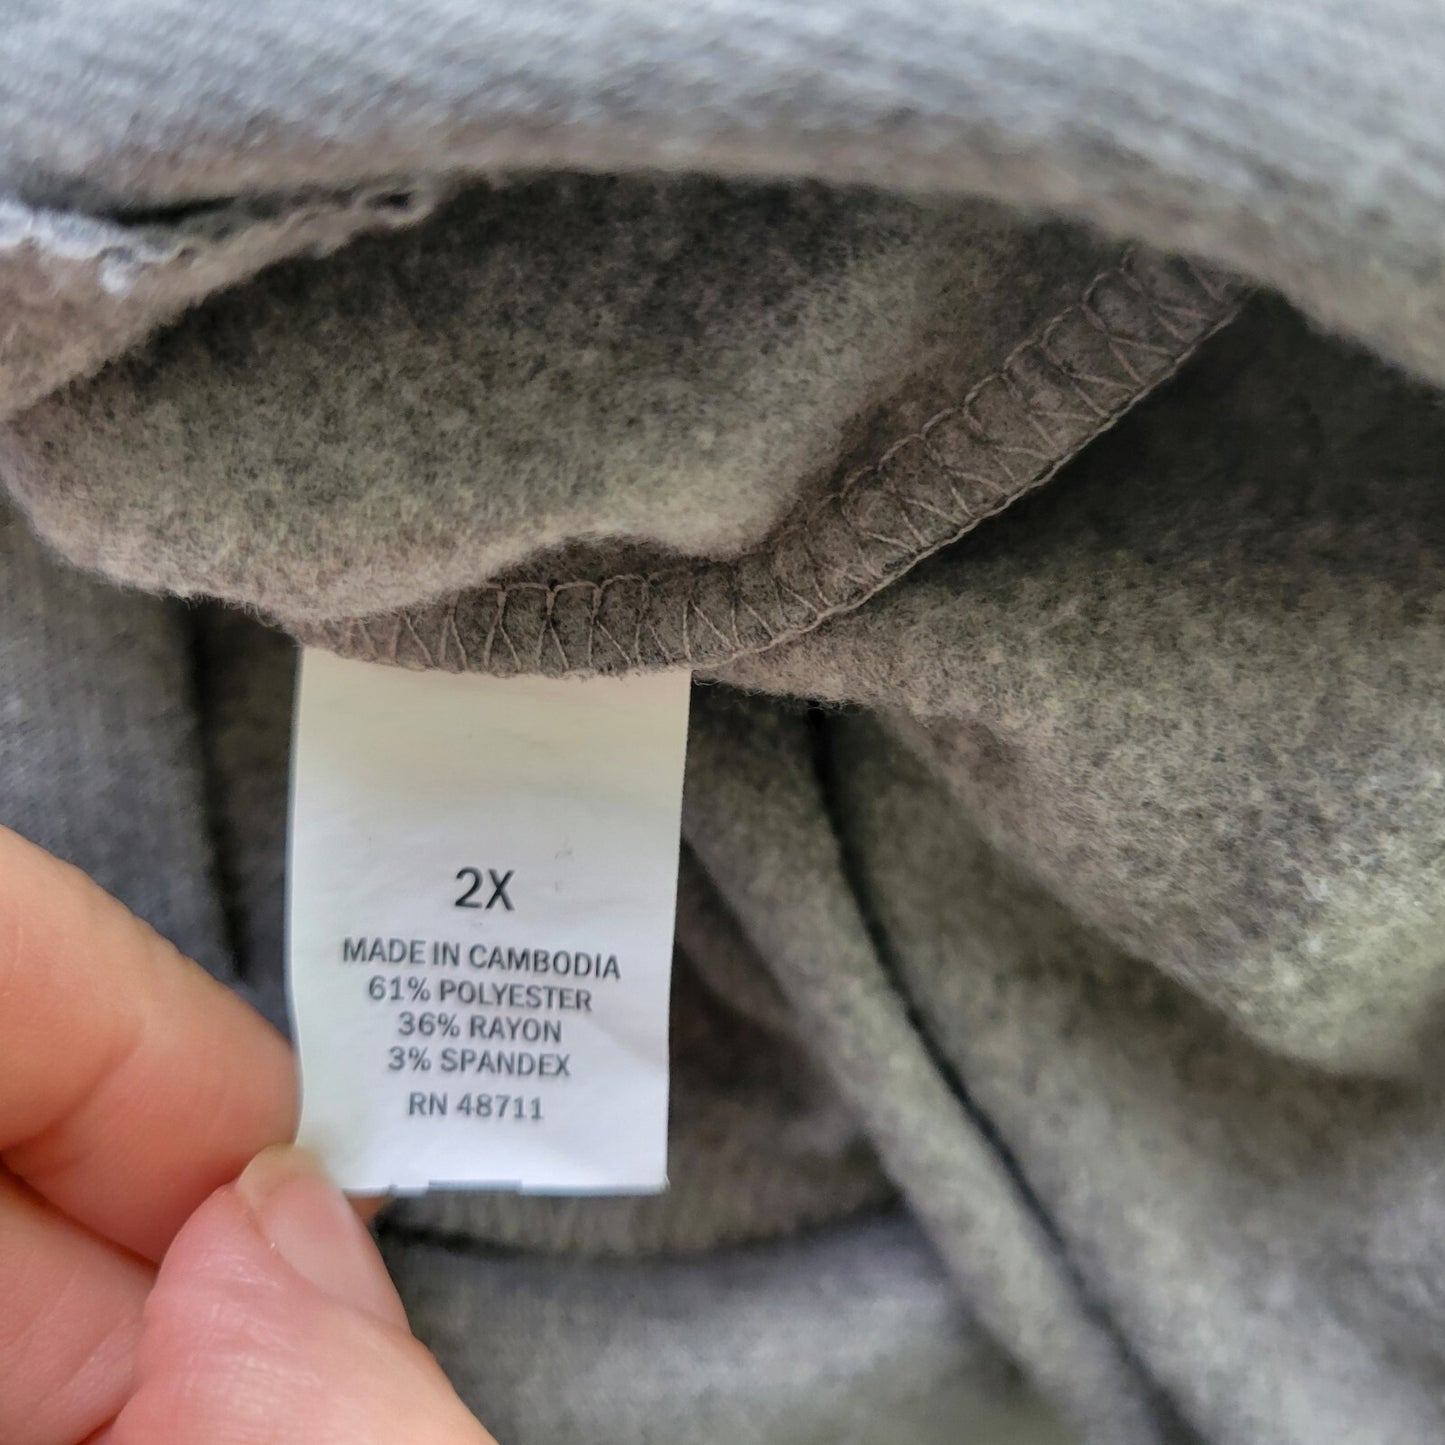 2X
MADE IN CAMBODIA
61% POLYESTER
36% RAYON
3% SPANDEX
RN 48711